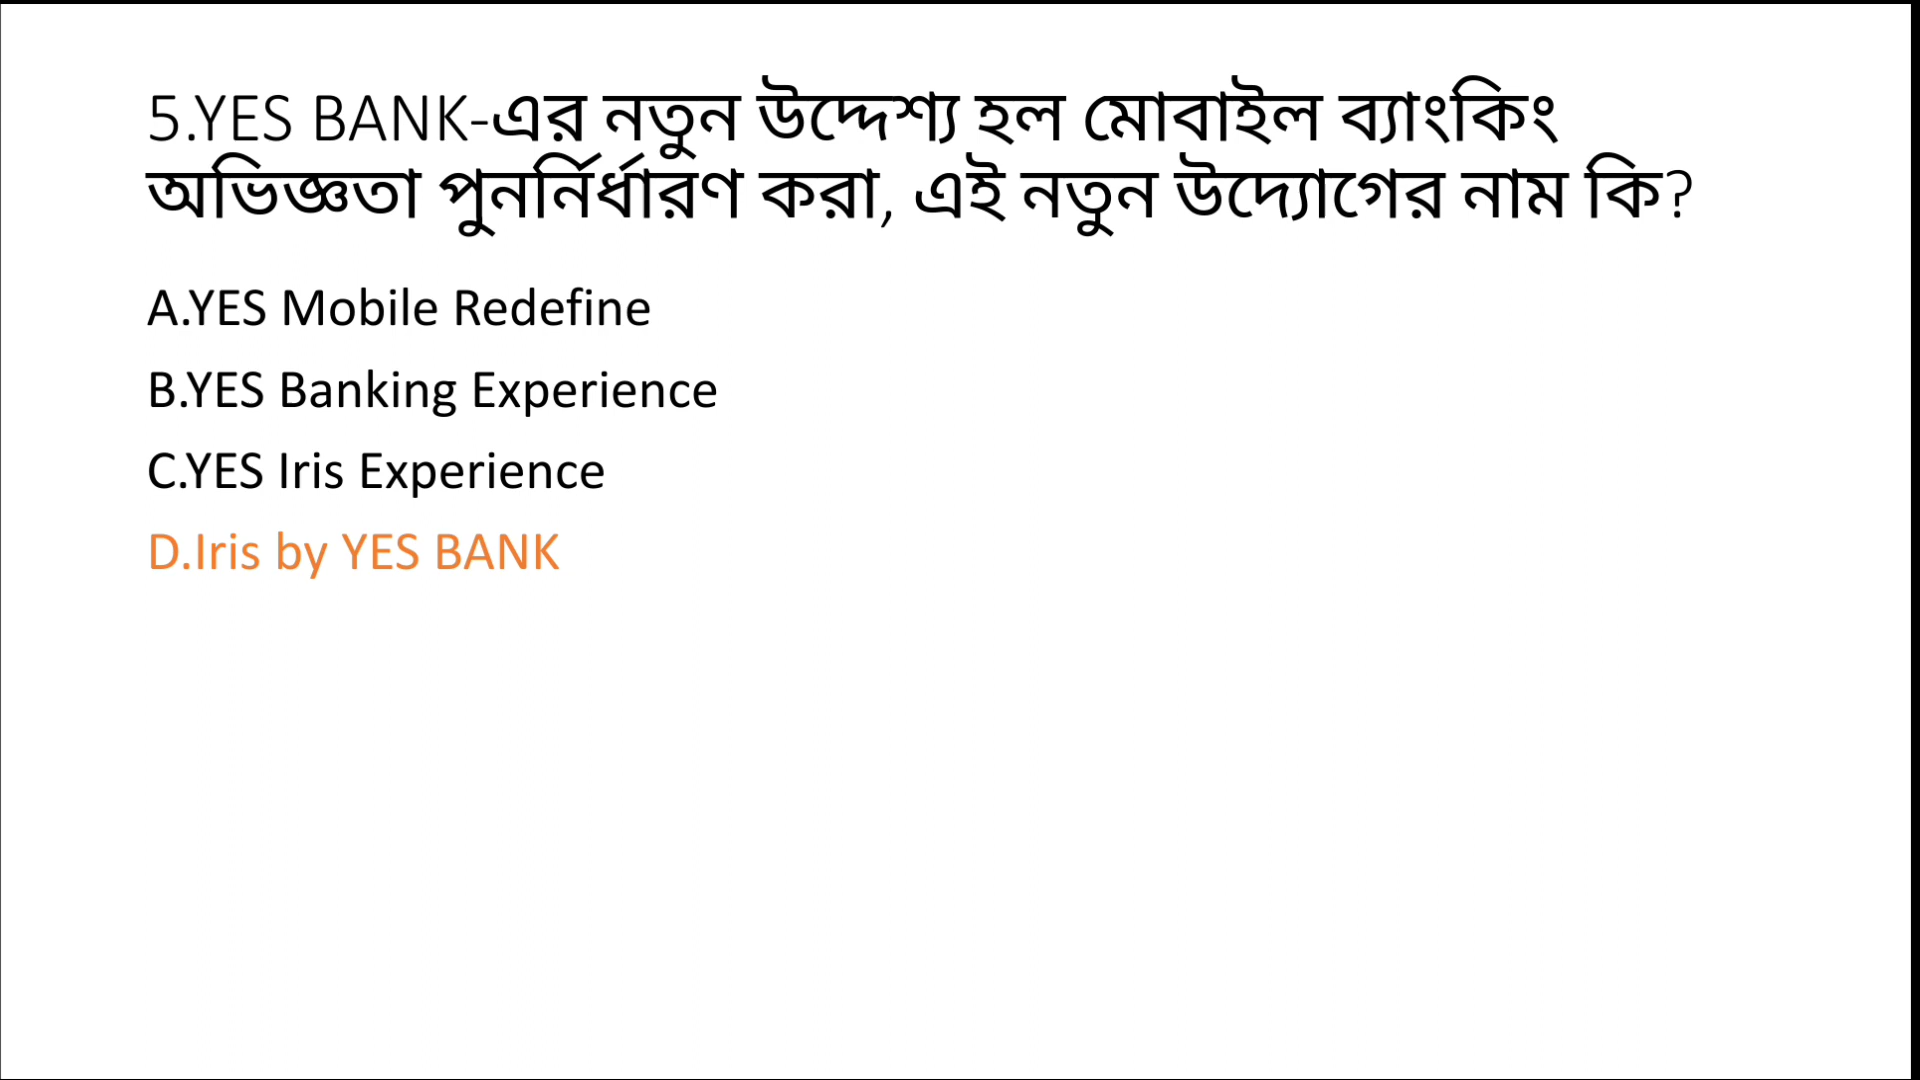 5.YES BANK-এর নতুন উদ্দেশ্য হল মোবাইল ব্যাংকিং
অভিজ্ঞতা পুনর্নির্ধারণ করা, এই নতুন উদ্যোগের নাম কি?
A.YES Mobile Redefine
B.YES Banking Experience
C.YES Iris Experience
D.Iris by YES BANK